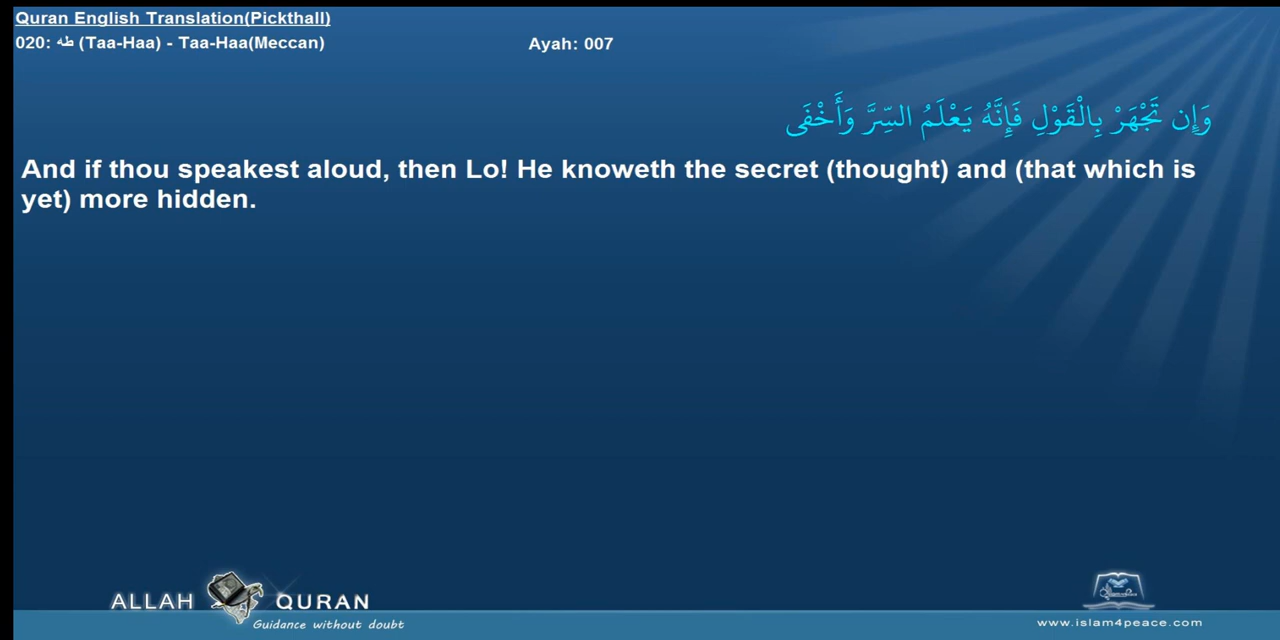 Quran English Translation(Pickthall)
020: طه (Taa-Haa) - Taa-Haa(Meccan) Ayah: 007
وَإِن تَجْهَرْ بِالْقَوْلِ فَإِنَّهُ يَعْلَمُ السِّرَّ وَأَخْفَى
And if thou speakest aloud, then Lo! He knoweth the secret (thought) and (that which is
yet) more hidden.
ALLAH QURAN
Guidance without doubt
www.islam4peace.com